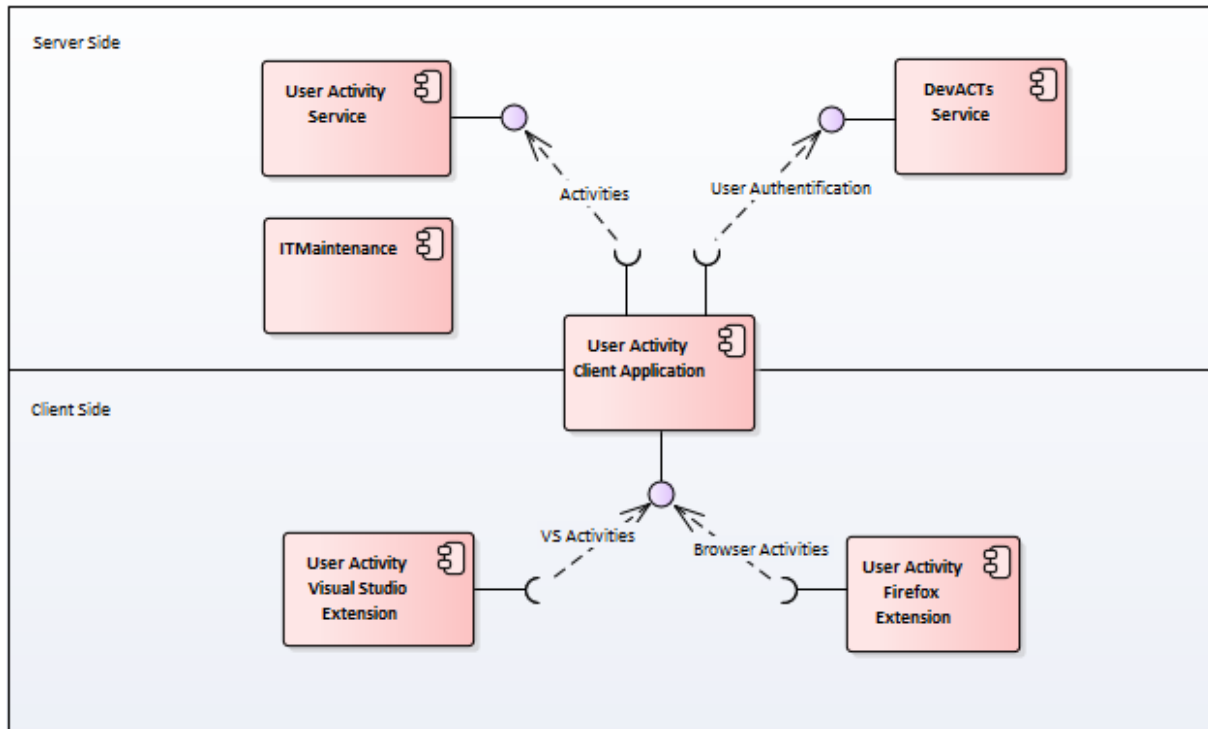 Server Side
User Activity
Service
DevACTs
Service
Activities
User Authentification
ITMaintenance
User Activity
Client Application
Client Side
VS Activities
Browser Activities
User Activity
Visual Studio
Extension
User Activity
Firefox
Extension